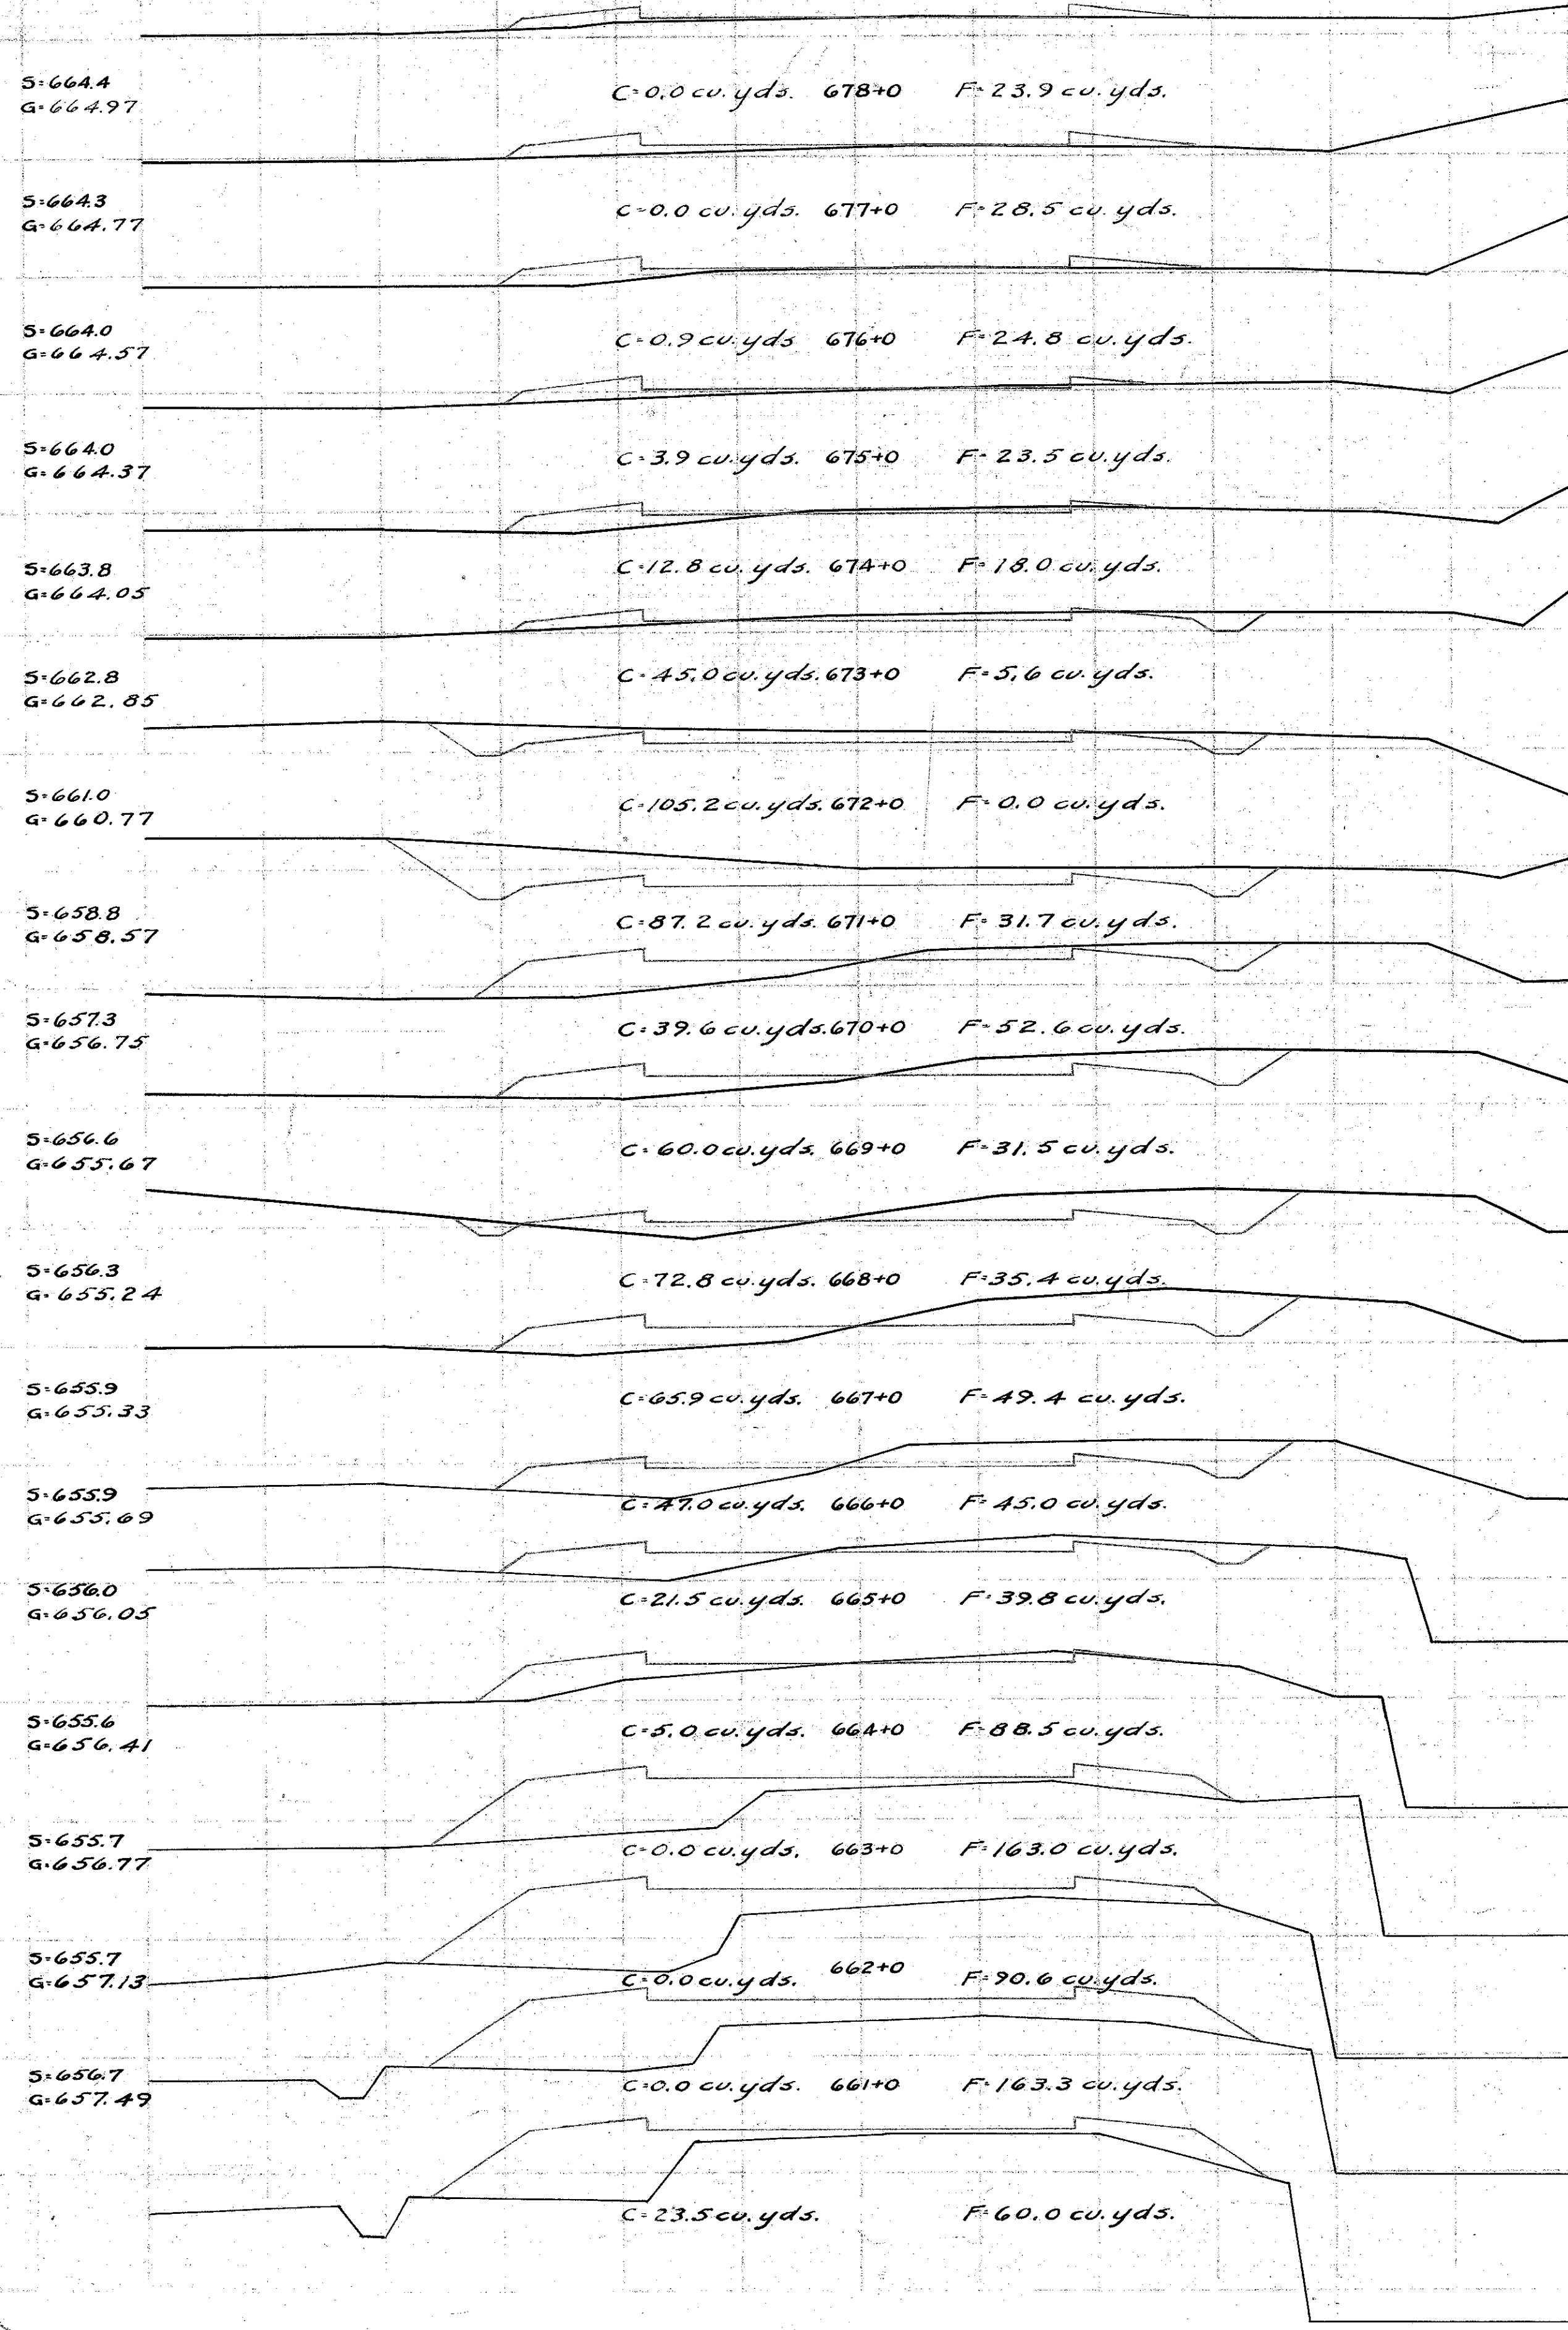 S=664.4
G=664.97
C=0.0 cu. yds. 678+0 F=23.9 cu. yds.
S=664.3
G=664.77
C=0.0 cu. yds. 677+0 F=28.5 cu. yds.
S=664.0
G=664.57
C=0.9 cu. yds 676+0 F=24.8 cu. yds.
S=664.0
G=664.37
C=3.9 cu. yds. 675+0 F=23.5 cu. yds.
S=663.8
G=664.05
C=12.8 cu. yds. 674+0 F=18.0 cu. yds.
S=662.8
G=662.85
C=45.0 cu. yds. 673+0 F=5.6 cu. yds.
S=661.0
G=660.77
C=105.2 cu. yds. 672+0 F=0.0 cu. yds.
S=658.8
G=658.57
C=87.2 cu. yds. 671+0 F=31.7 cu. yds.
S=657.3
G=656.75
C=39.6 cu. yds. 670+0 F=52.6 cu. yds.
S=656.6
G=655.67
C=60.0 cu. yds. 669+0 F=31.5 cu. yds.
S=656.3
G=655.24
C=72.8 cu. yds. 668+0 F=35.4 cu. yds.
S=655.9
G=655.33
C=65.9 cu. yds. 667+0 F=49.4 cu. yds.
S=655.9
G=655.69
C=47.0 cu. yds. 666+0 F=45.0 cu. yds.
S=656.0
G=656.05
C=21.5 cu. yds. 665+0 F=39.8 cu. yds.
S=655.6
G=656.41
C=5.0 cu. yds. 664+0 F=88.5 cu. yds.
S=655.7
G=656.77
C=0.0 cu. yds. 663+0 F=163.0 cu. yds.
S=655.7
G=657.13
C=0.0 cu. yds. 662+0 F=90.6 cu. yds.
S=656.7
G=657.49
C=0.0 cu. yds. 661+0 F=163.3 cu. yds.
C=23.5 cu. yds. F=60.0 cu. yds.